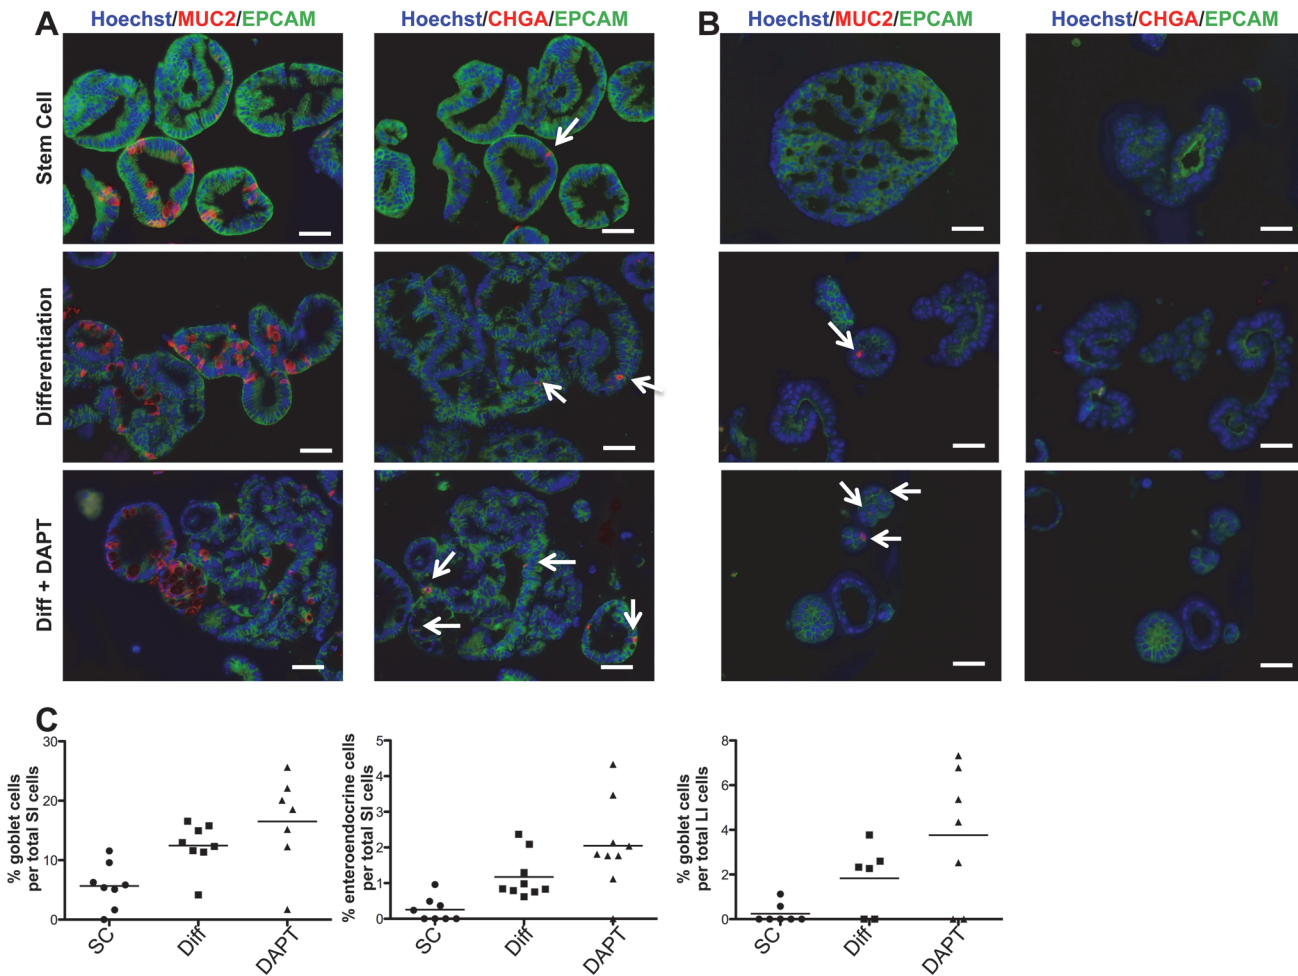 A
Hoechst/MUC2/EPCAM
Hoechst/CHGA/EPCAM
B
Hoechst/MUC2/EPCAM
Hoechst/CHGA/EPCAM
Stem Cell
Differentiation
Diff + DAPT
C
% goblet cells
per total SI cells
30
20
10
0
SC
Diff
DAPT
% enteroendocrine cells
per total SI cells
5
4
3
2
1
0
SC
Diff
DAPT
% goblet cells
per total LI cells
8
6
4
2
0
SC
Diff
DAPT